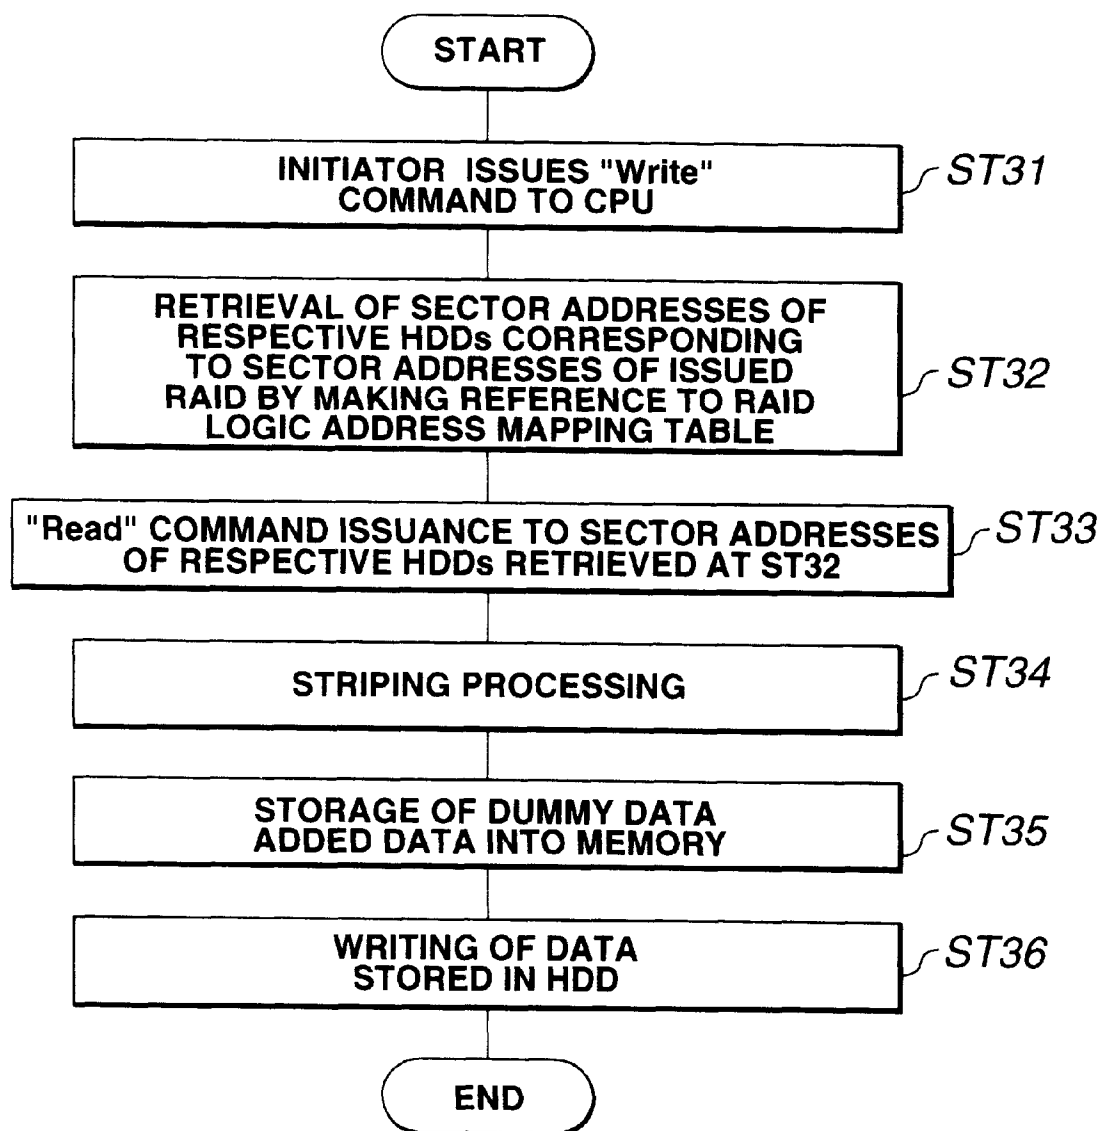 START
INITIATOR ISSUES "Write"
COMMAND TO CPU
ST31
RETRIEVAL OF SECTOR ADDRESSES OF
RESPECTIVE HDDs CORRESPONDING
TO SECTOR ADDRESSES OF ISSUED
RAID BY MAKING REFERENCE TO RAID
LOGIC ADDRESS MAPPING TABLE
ST32
"Read" COMMAND ISSUANCE TO SECTOR ADDRESSES
OF RESPECTIVE HDDs RETRIEVED AT ST32
ST33
STRIPING PROCESSING
ST34
STORAGE OF DUMMY DATA
ADDED DATA INTO MEMORY
ST35
WRITING OF DATA
STORED IN HDD
ST36
END